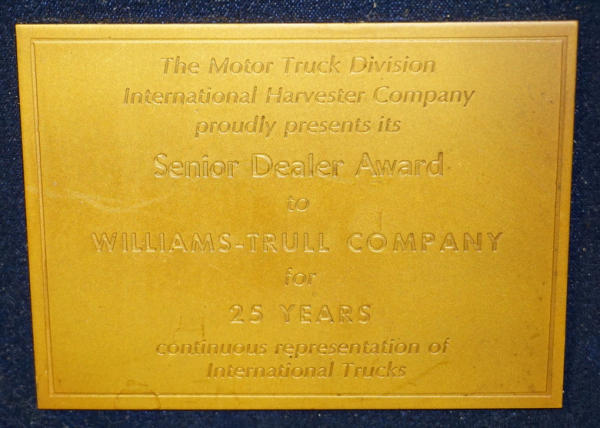 The Motor Truck Division
International Harvester Company
proudly presents its
Senior Dealer Award
to
WILLIAMS-TRULL COMPANY
for
25 YEARS
continuous representation of
International Trucks